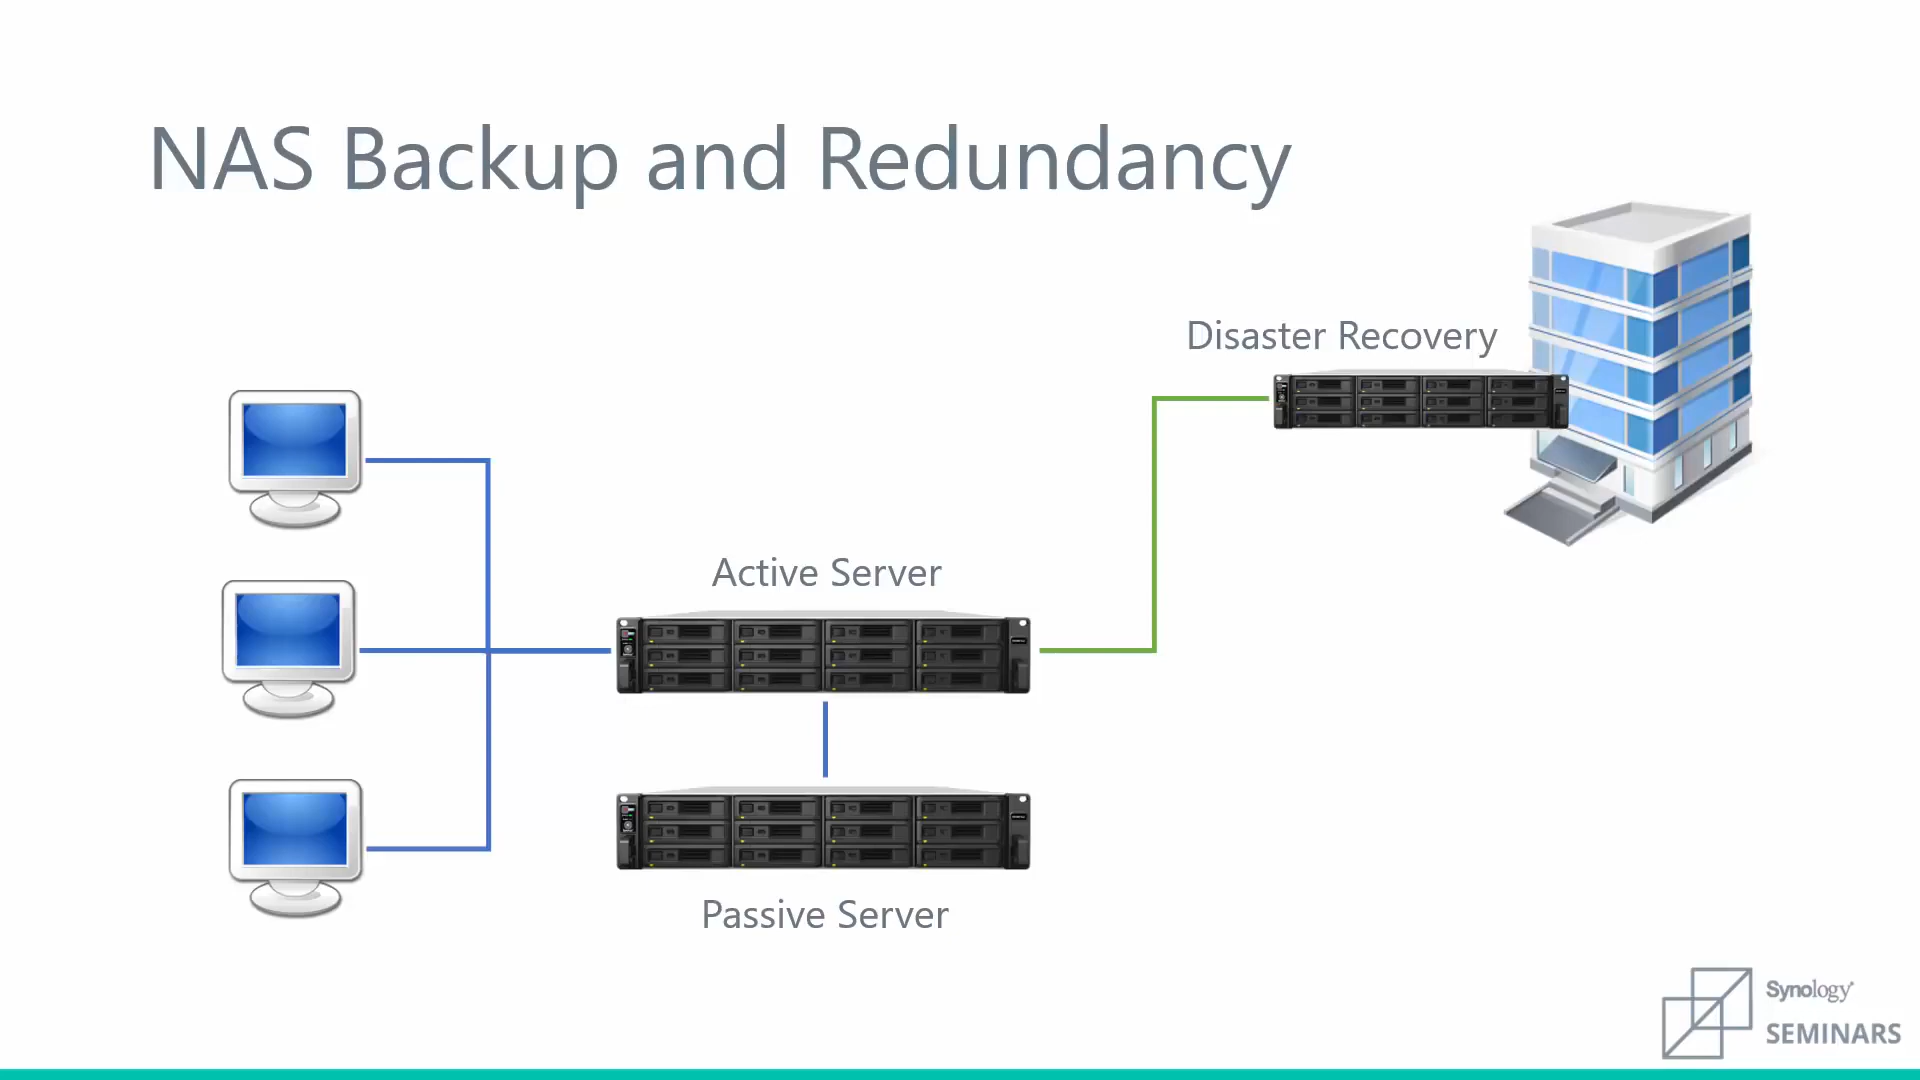 NAS Backup and Redundancy
Disaster Recovery
Active Server
Passive Server
Synology
SEMINARS